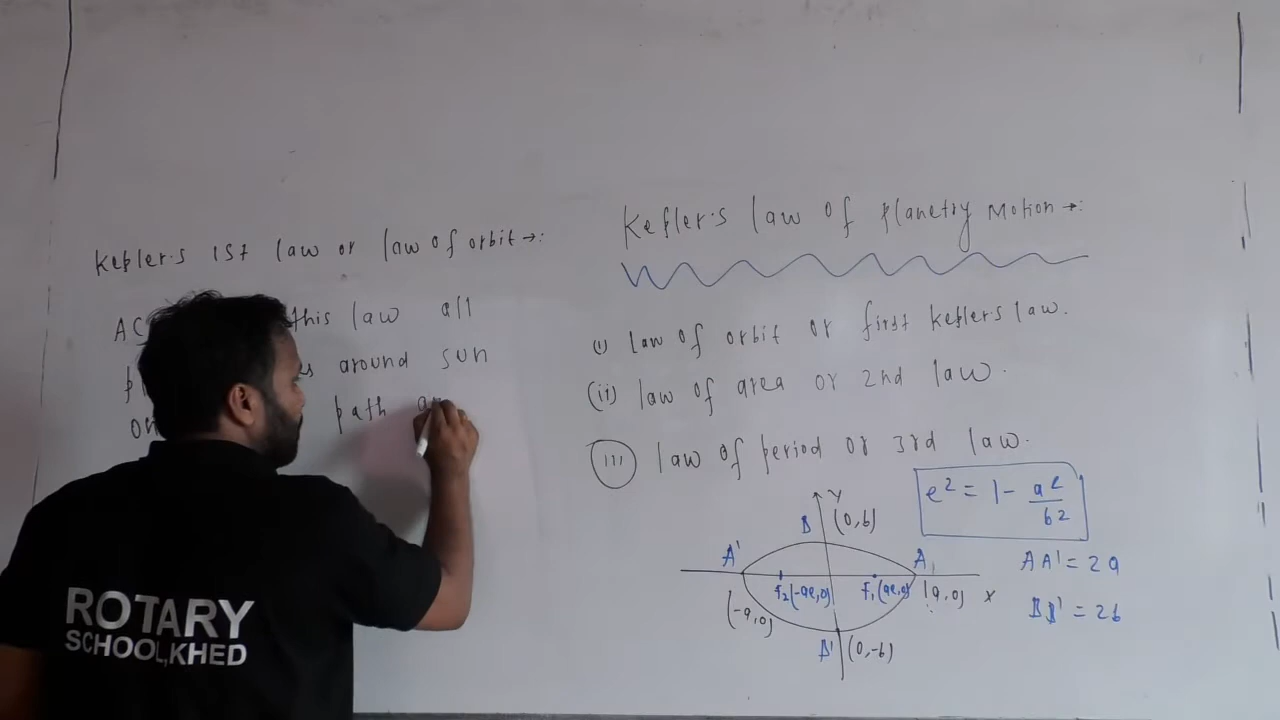 Kepler's 1st law or law of orbit →:
this law all
around sun
path
Kepler's law of Planetry Motion →:
(i) law of orbit or first kepler's law.
(ii) law of area or 2nd law.
(iii) law of period or 3rd law.
e² = 1 - a²/b²
AA' = 2a
BB' = 2b
Y
B (0,b)
A' A
F₂(-ae,0) F₁(ae,0) (a,0) X
(-a,0)
B' (0,-b)
ROTARY
SCHOOL,KHED